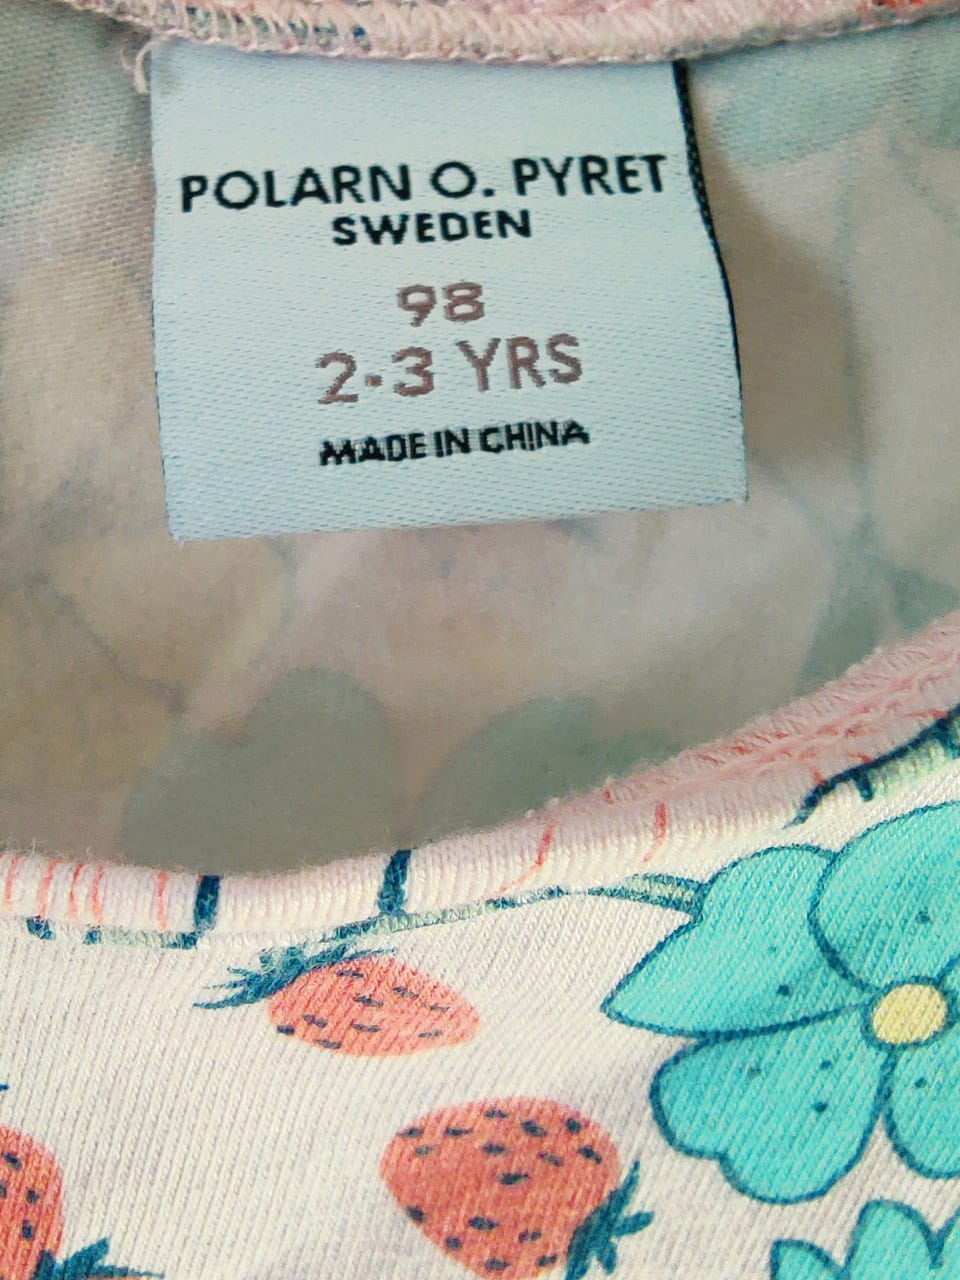 POLARN O. PYRET
SWEDEN
98
2-3 YRS
MADE IN CHINA